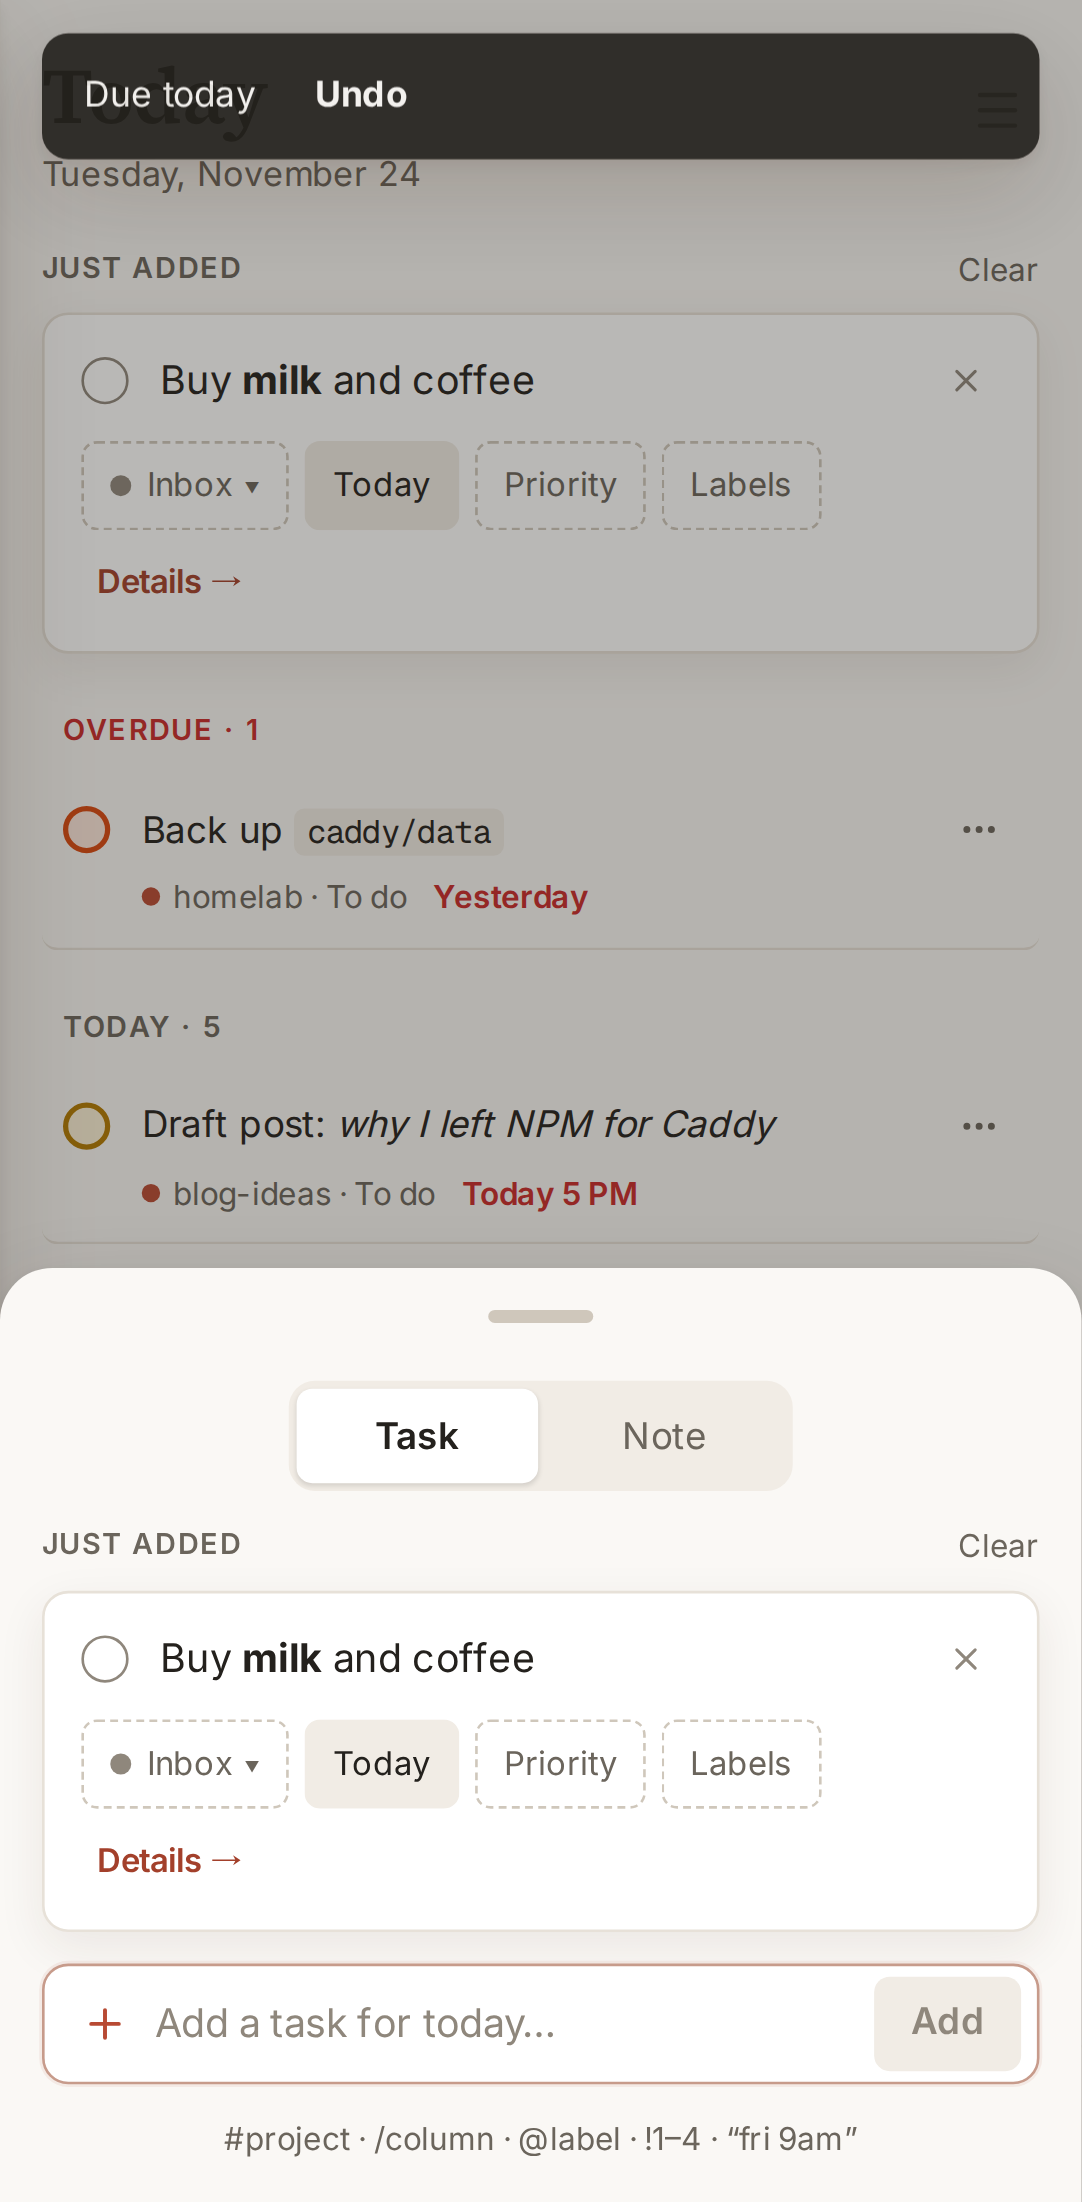 Today
Due today Undo
Tuesday, November 24
JUST ADDED Clear
Buy milk and coffee
Inbox Today Priority Labels
Details →
OVERDUE · 1
Back up caddy/data
homelab · To do Yesterday
TODAY · 5
Draft post: why I left NPM for Caddy
blog-ideas · To do Today 5 PM
Task Note
JUST ADDED Clear
Buy milk and coffee
Inbox Today Priority Labels
Details →
Add a task for today... Add
#project · /column · @label · !1–4 · “fri 9am”